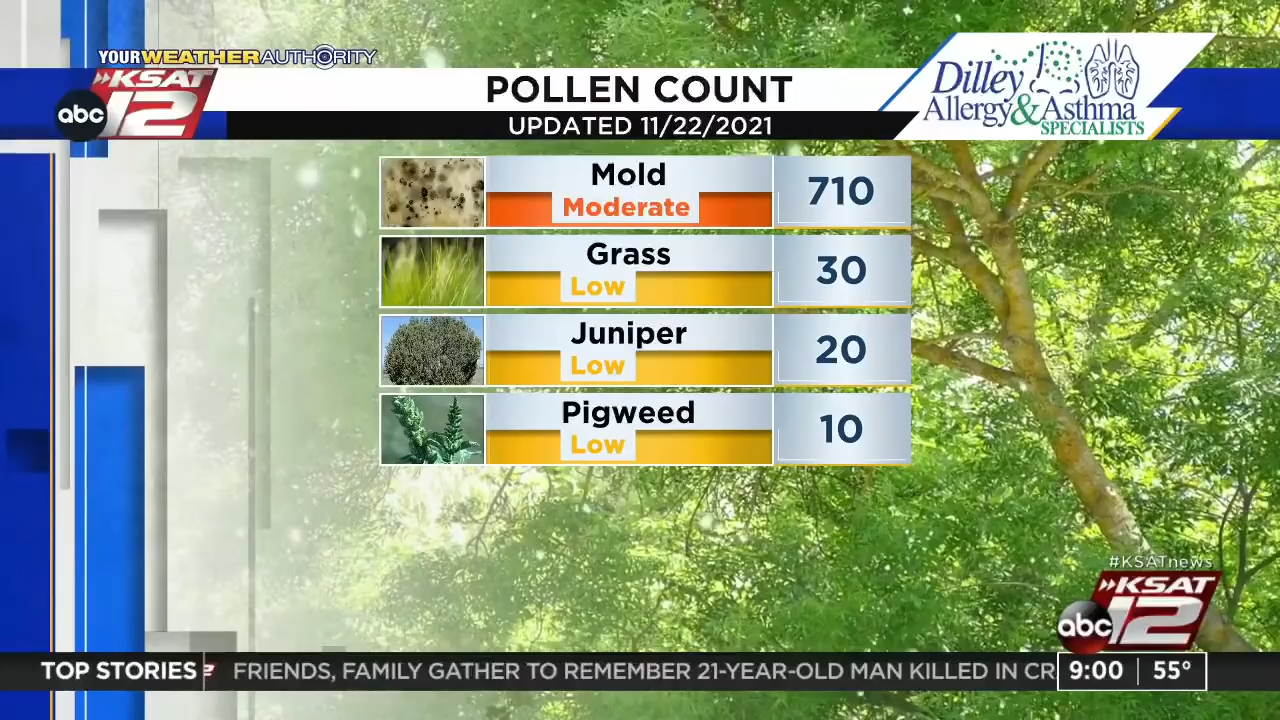 YOUR WEATHER AUTHORITY
KSAT
abc 12
POLLEN COUNT
UPDATED 11/22/2021
Dilley
Allergy & Asthma
SPECIALISTS
Mold
Moderate
710
Grass
Low
30
Juniper
Low
20
Pigweed
Low
10
#KSATnews
KSAT
abc 12
TOP STORIES FRIENDS, FAMILY GATHER TO REMEMBER 21-YEAR-OLD MAN KILLED IN CR 9:00 55°